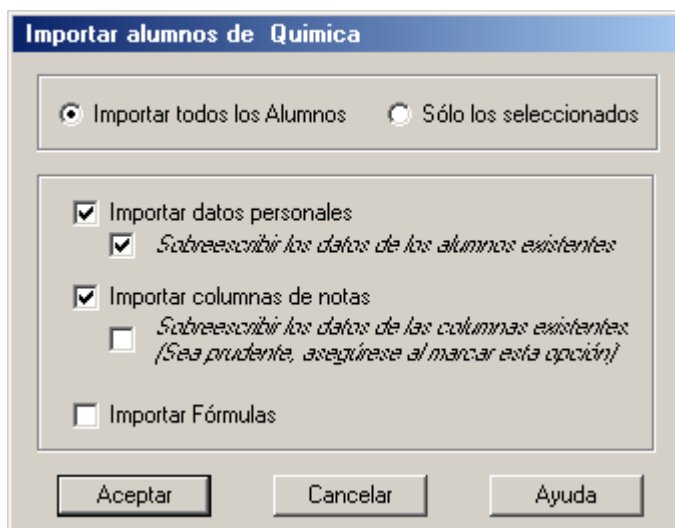 Importar alumnos de Quimica
Importar todos los Alumnos Sólo los seleccionados
Importar datos personales
Sobreescribir los datos de los alumnos existentes
Importar columnas de notas
Sobreescribir los datos de las columnas existentes.
(Sea prudente, asegúrese al marcar esta opción)
Importar Fórmulas
Aceptar Cancelar Ayuda